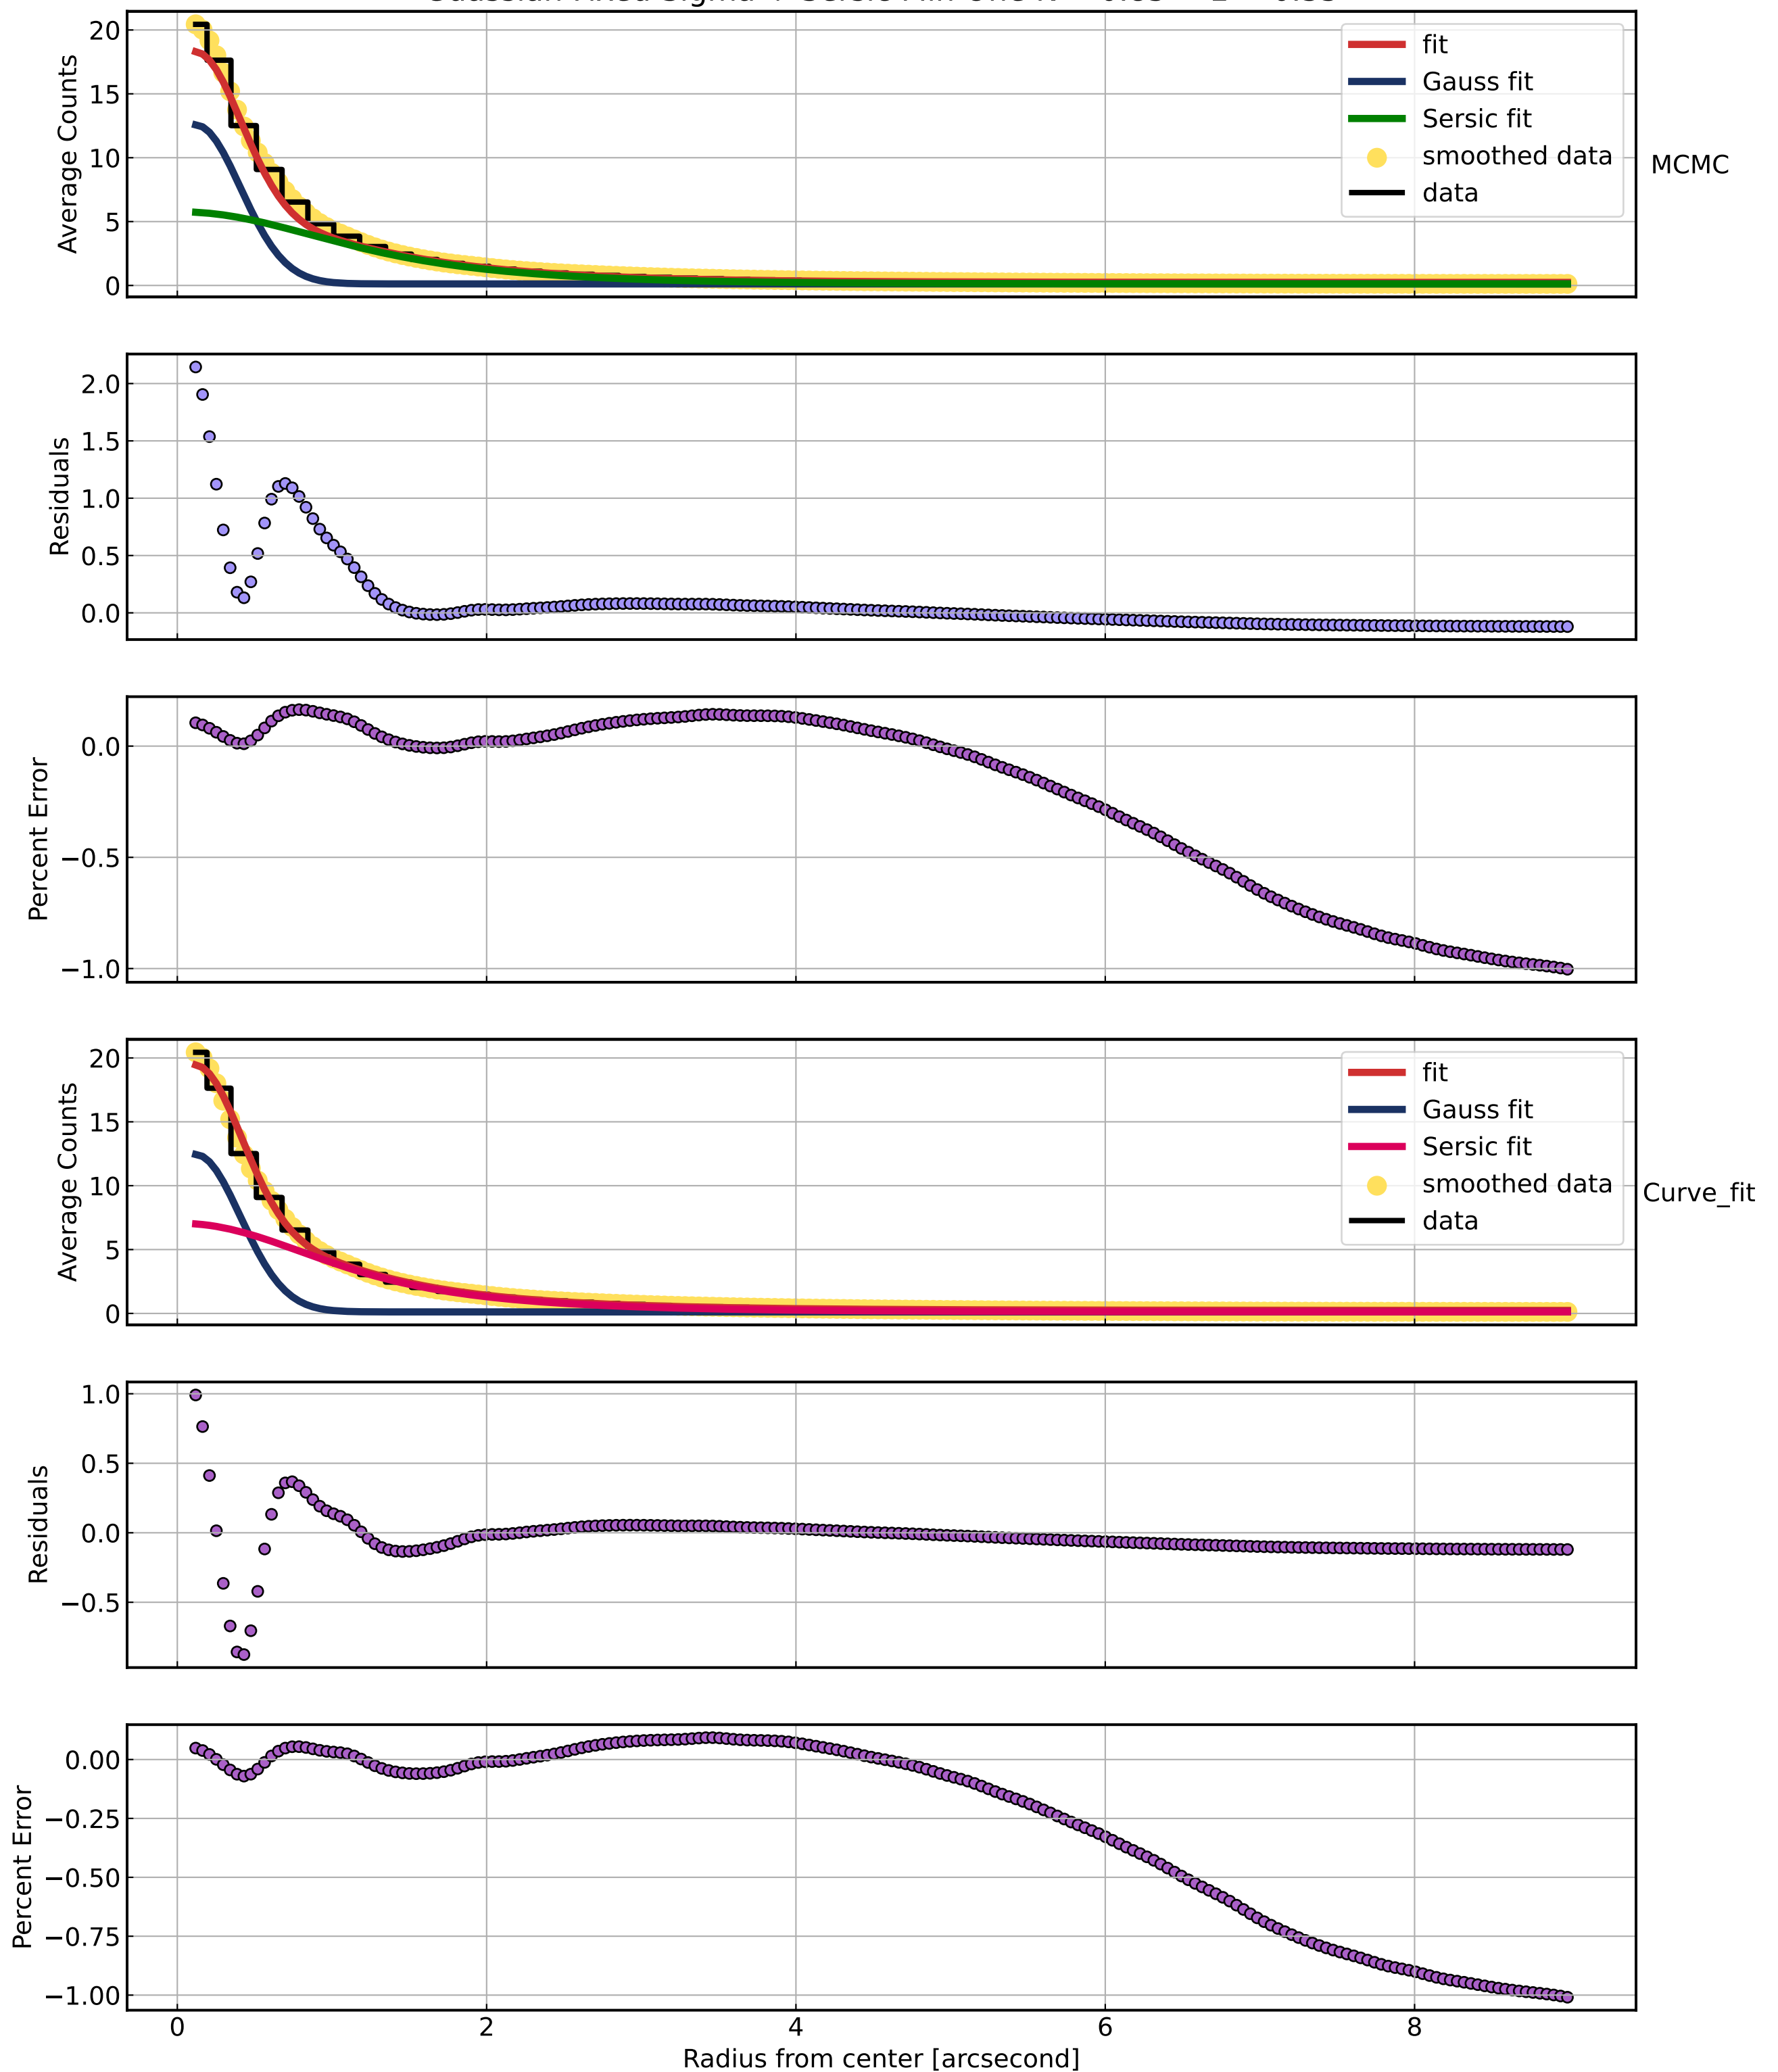 20
15
10
5
0
Average Counts
fit
Gauss fit
Sersic fit
smoothed data
data
MCMC
2.0
1.5
1.0
0.5
0.0
Residuals
0.0
−0.5
−1.0
Percent Error
20
15
10
5
0
Average Counts
fit
Gauss fit
Sersic fit
smoothed data
data
Curve_fit
1.0
0.5
0.0
−0.5
Residuals
0.00
−0.25
−0.50
−0.75
−1.00
Percent Error
0 2 4 6 8
Radius from center [arcsecond]